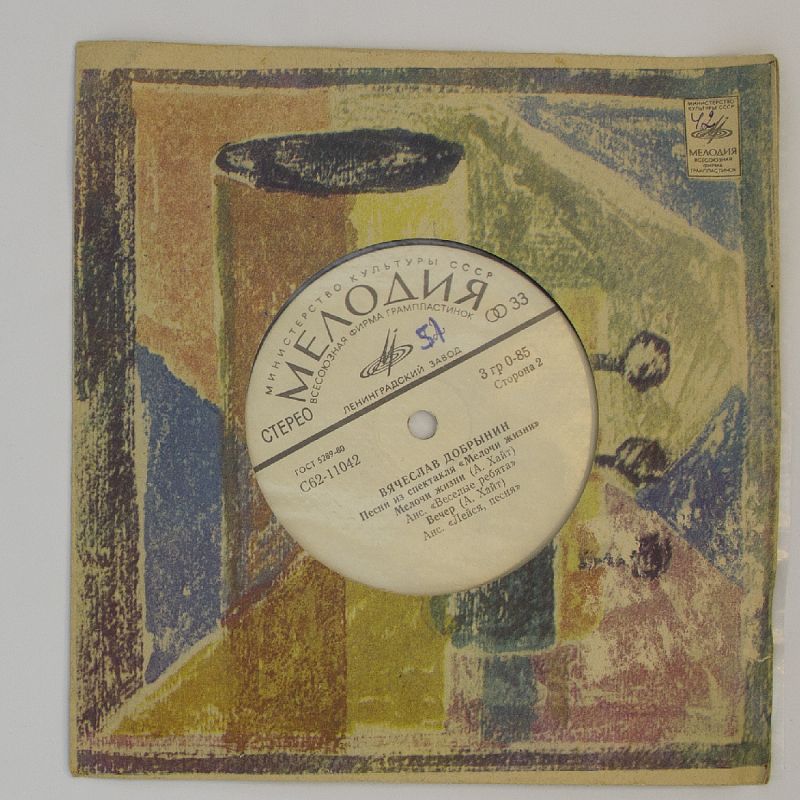 МИНИСТЕРСТВО
КУЛЬТУРЫ СССР
42
МЕЛОДИЯ
ВСЕСОЮЗНАЯ
ФИРМА
ГРАМПЛАСТИНОК
МИНИСТЕРСТВО КУЛЬТУРЫ СССР
МЕЛОДИЯ
ВСЕСОЮЗНАЯ ФИРМА ГРАМПЛАСТИНОК
33
57
ЛЕНИНГРАДСКИЙ ЗАВОД
СТЕРЕО
3 гр 0-85
Сторона 2
ГОСТ 5289-80
С62-11042
ВЯЧЕСЛАВ ДОБРЫНИН
Песни из спектакля «Мелочи жизни»
Мелочи жизни (А. Хайт)
Анс. «Веселые ребята»
Вечер (А. Хайт)
Анс. «Лейся, песня»